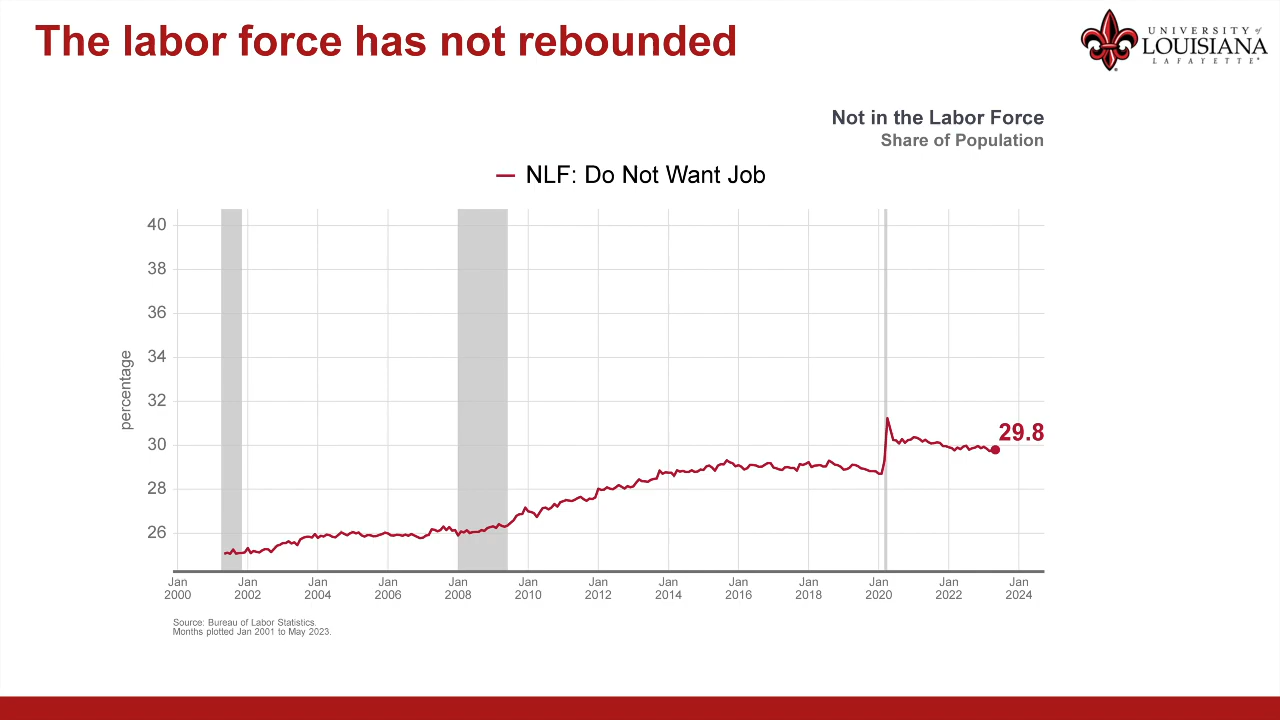 The labor force has not rebounded
UNIVERSITY of
LOUISIANA
LAFAYETTE
Not in the Labor Force
Share of Population
NLF: Do Not Want Job
40
38
36
34
32
30
28
26
percentage
29.8
Jan Jan Jan Jan Jan Jan Jan Jan Jan Jan Jan Jan Jan
2000 2002 2004 2006 2008 2010 2012 2014 2016 2018 2020 2022 2024
Source: Bureau of Labor Statistics.
Months plotted Jan 2001 to May 2023.